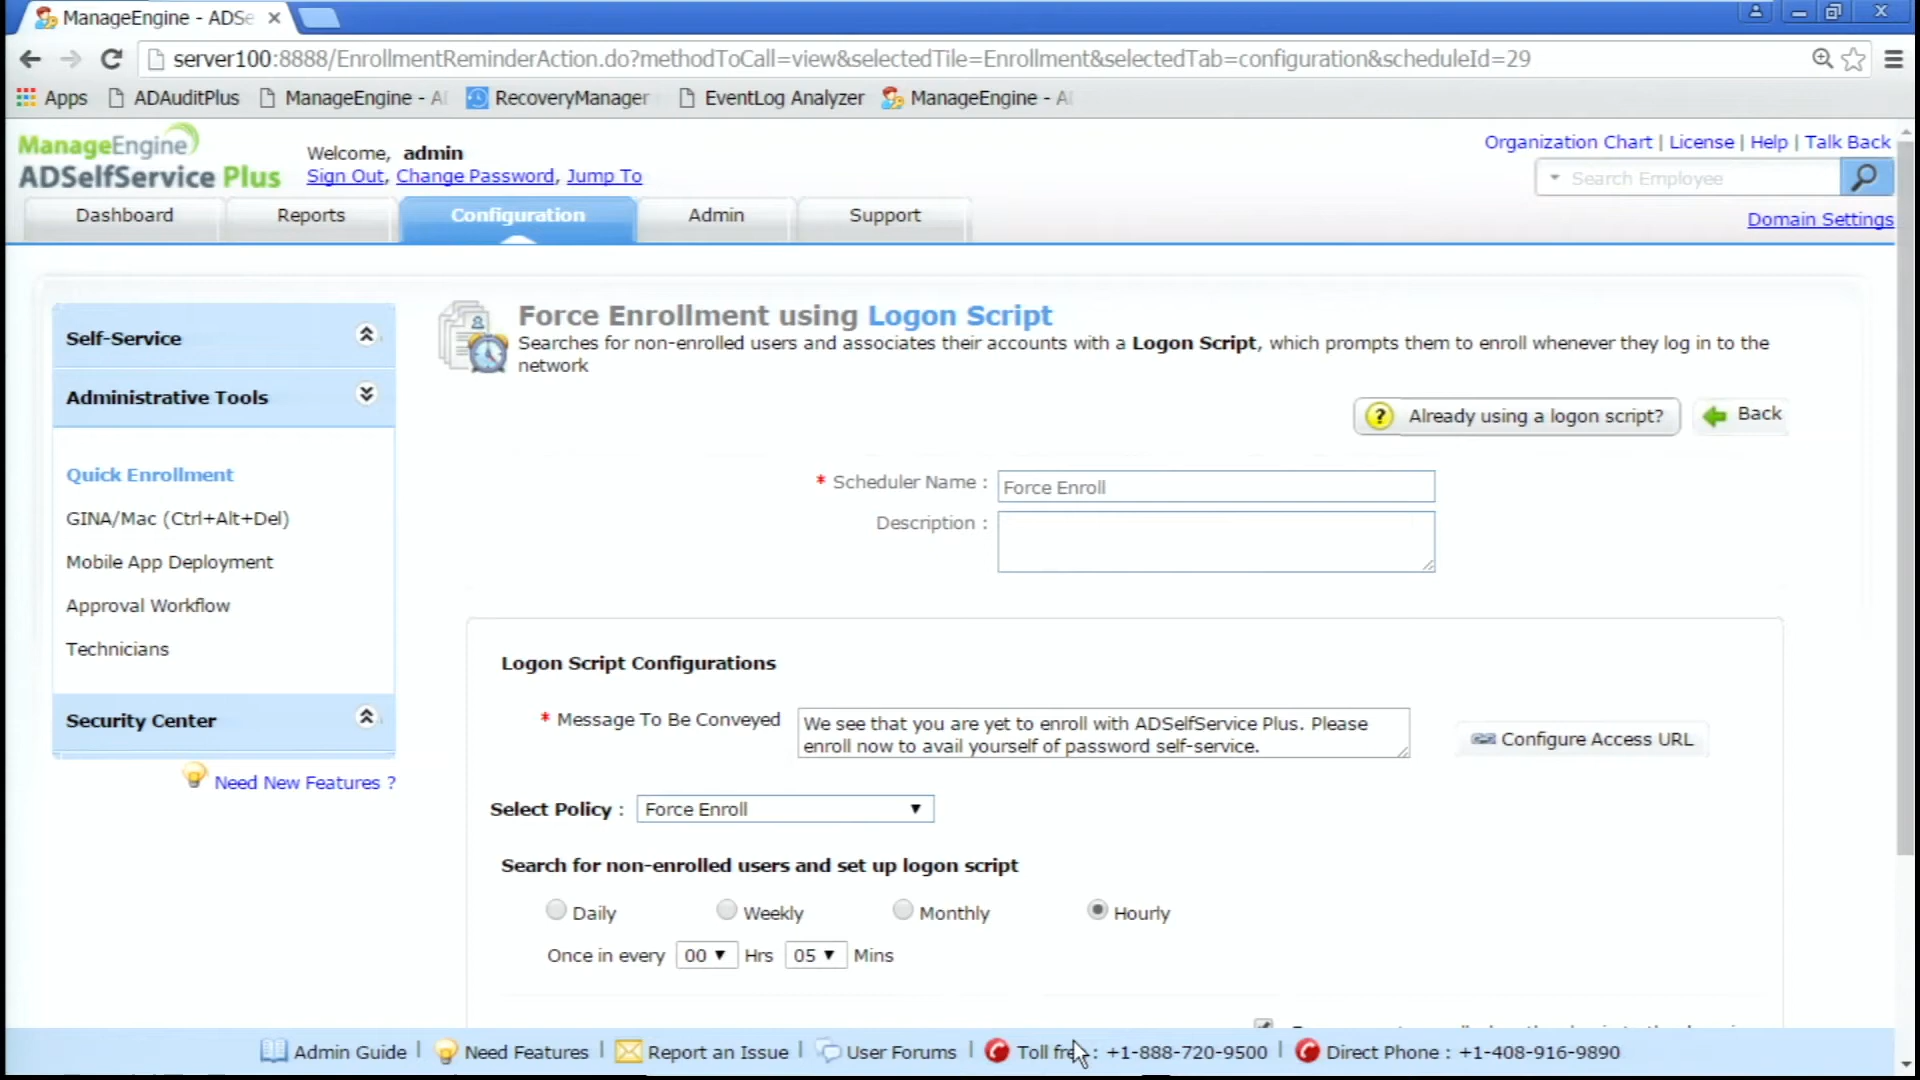 ManageEngine - ADSe
server100:8888/EnrollmentReminderAction.do?methodToCall=view&selectedTile=Enrollment&selectedTab=configuration&scheduleId=29
Apps ADAuditPlus ManageEngine - A RecoveryManager EventLog Analyzer ManageEngine - A
ManageEngine
ADSelfService Plus
Welcome, admin
Sign Out, Change Password, Jump To
Organization Chart | License | Help | Talk Back
Search Employee
Dashboard Reports Configuration Admin Support
Domain Settings
Self-Service
Administrative Tools
Quick Enrollment
GINA/Mac (Ctrl+Alt+Del)
Mobile App Deployment
Approval Workflow
Technicians
Security Center
Need New Features ?
Force Enrollment using Logon Script
Searches for non-enrolled users and associates their accounts with a Logon Script, which prompts them to enroll whenever they log in to the
network
? Already using a logon script? Back
* Scheduler Name : Force Enroll
Description :
Logon Script Configurations
* Message To Be Conveyed We see that you are yet to enroll with ADSelfService Plus. Please
enroll now to avail yourself of password self-service.
Configure Access URL
Select Policy : Force Enroll
Search for non-enrolled users and set up logon script
Daily Weekly Monthly Hourly
Once in every 00 Hrs 05 Mins
Admin Guide | Need Features | Report an Issue | User Forums | Toll fre : +1-888-720-9500 | Direct Phone : +1-408-916-9890